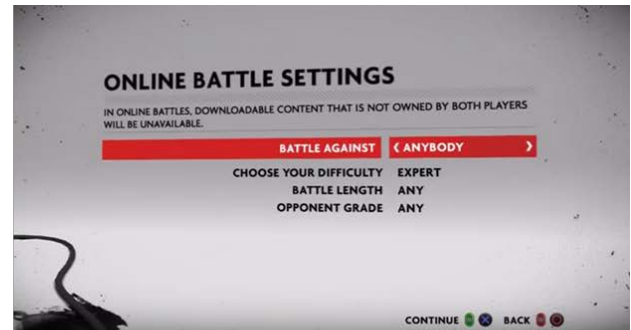 ONLINE BATTLE SETTINGS
IN ONLINE BATTLES, DOWNLOADABLE CONTENT THAT IS NOT OWNED BY BOTH PLAYERS
WILL BE UNAVAILABLE.
BATTLE AGAINST ‹ ANYBODY ›
CHOOSE YOUR DIFFICULTY EXPERT
BATTLE LENGTH ANY
OPPONENT GRADE ANY
CONTINUE BACK